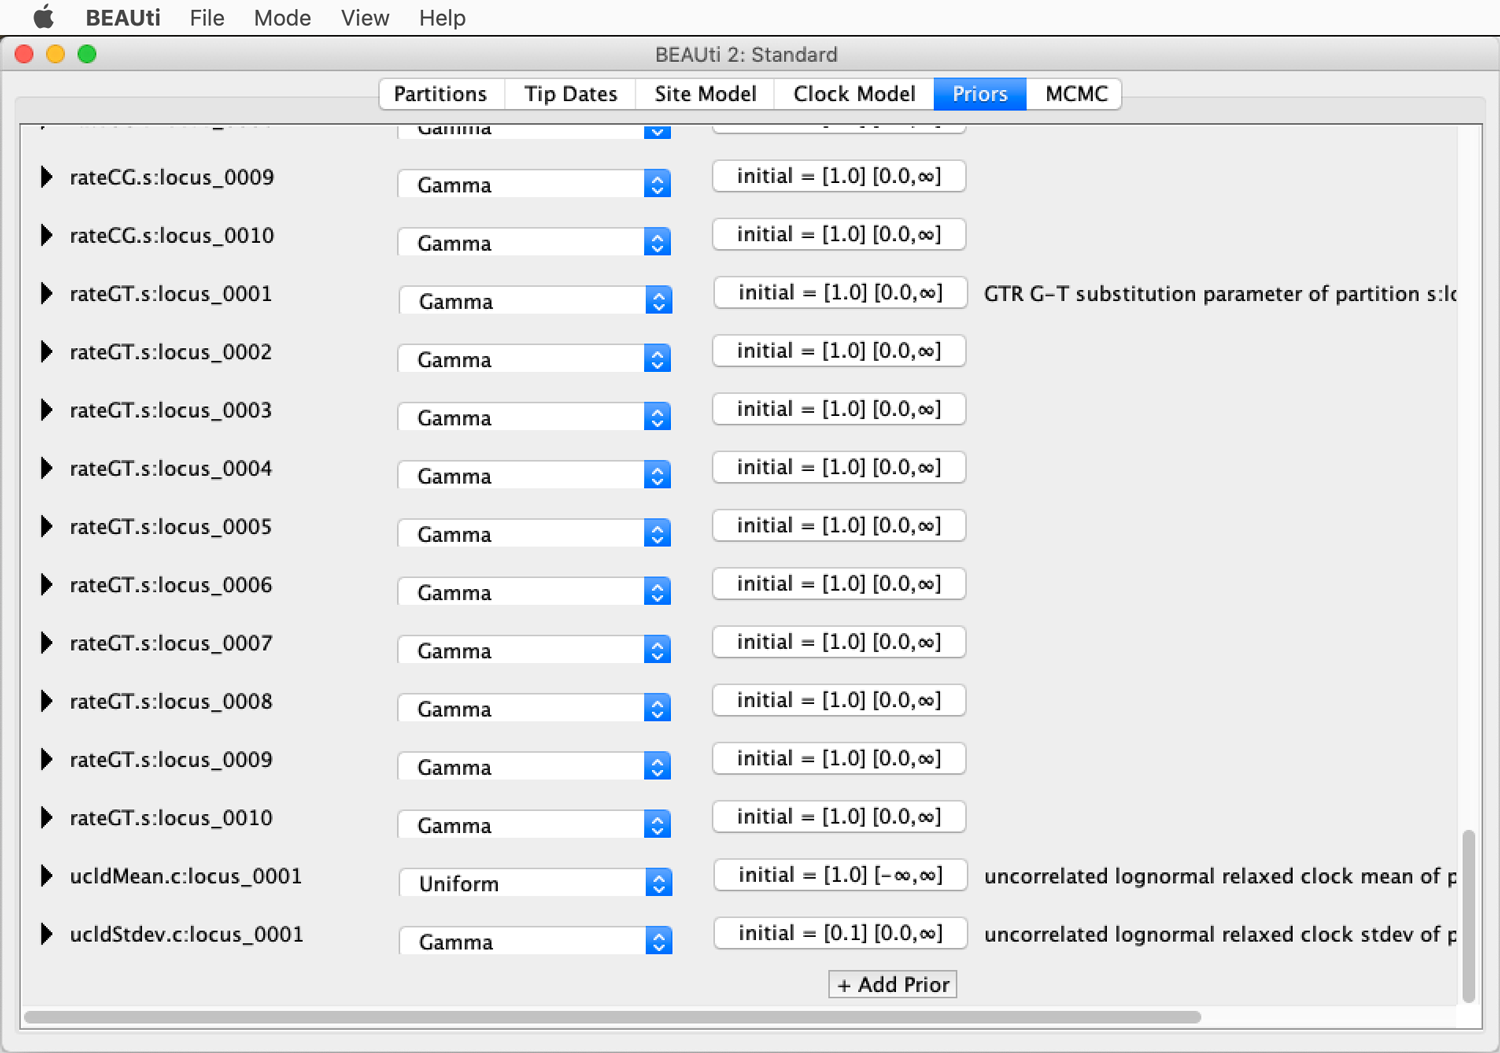 BEAUti File Mode View Help
BEAUti 2: Standard
Partitions Tip Dates Site Model Clock Model Priors MCMC
Gamma
rateCG.s:locus_0009 Gamma initial = [1.0] [0.0,∞]
rateCG.s:locus_0010 Gamma initial = [1.0] [0.0,∞]
rateGT.s:locus_0001 Gamma initial = [1.0] [0.0,∞] GTR G-T substitution parameter of partition s:lo
rateGT.s:locus_0002 Gamma initial = [1.0] [0.0,∞]
rateGT.s:locus_0003 Gamma initial = [1.0] [0.0,∞]
rateGT.s:locus_0004 Gamma initial = [1.0] [0.0,∞]
rateGT.s:locus_0005 Gamma initial = [1.0] [0.0,∞]
rateGT.s:locus_0006 Gamma initial = [1.0] [0.0,∞]
rateGT.s:locus_0007 Gamma initial = [1.0] [0.0,∞]
rateGT.s:locus_0008 Gamma initial = [1.0] [0.0,∞]
rateGT.s:locus_0009 Gamma initial = [1.0] [0.0,∞]
rateGT.s:locus_0010 Gamma initial = [1.0] [0.0,∞]
ucldMean.c:locus_0001 Uniform initial = [1.0] [-∞,∞] uncorrelated lognormal relaxed clock mean of p
ucldStdev.c:locus_0001 Gamma initial = [0.1] [0.0,∞] uncorrelated lognormal relaxed clock stdev of p
+ Add Prior